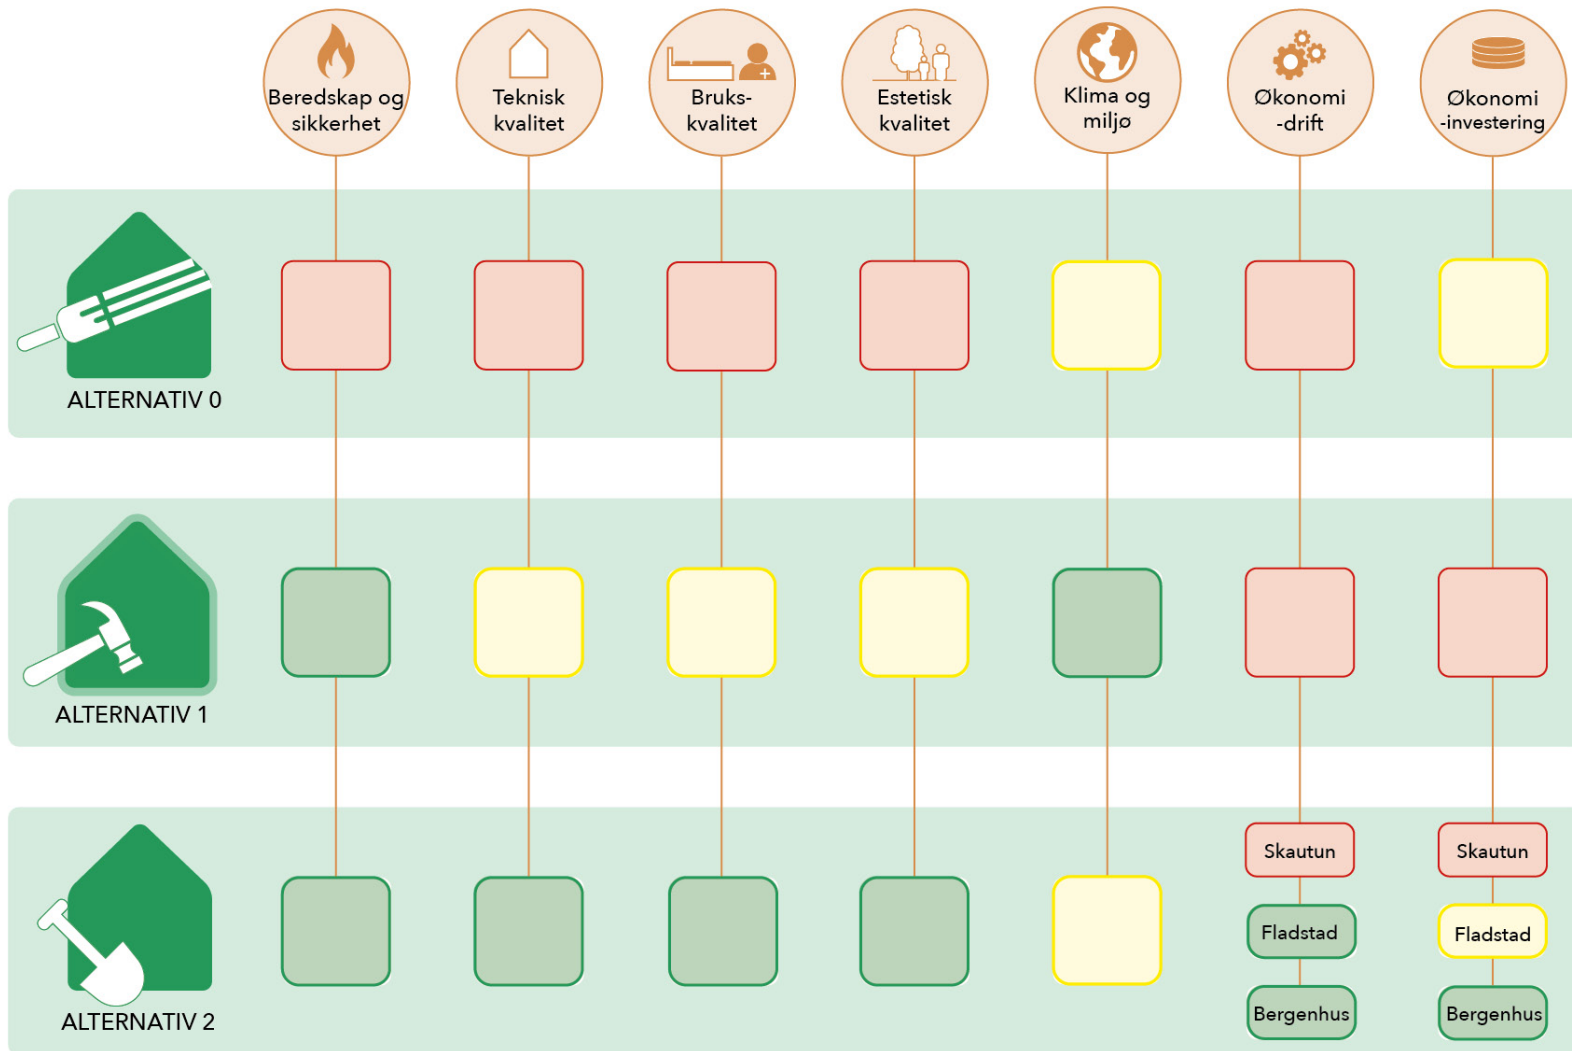 Beredskap og
sikkerhet
Teknisk
kvalitet
Bruks-
kvalitet
Estetisk
kvalitet
Klima og
miljø
Økonomi
-drift
Økonomi
-investering
ALTERNATIV 0
ALTERNATIV 1
ALTERNATIV 2
Skautun
Fladstad
Bergenhus
Skautun
Fladstad
Bergenhus